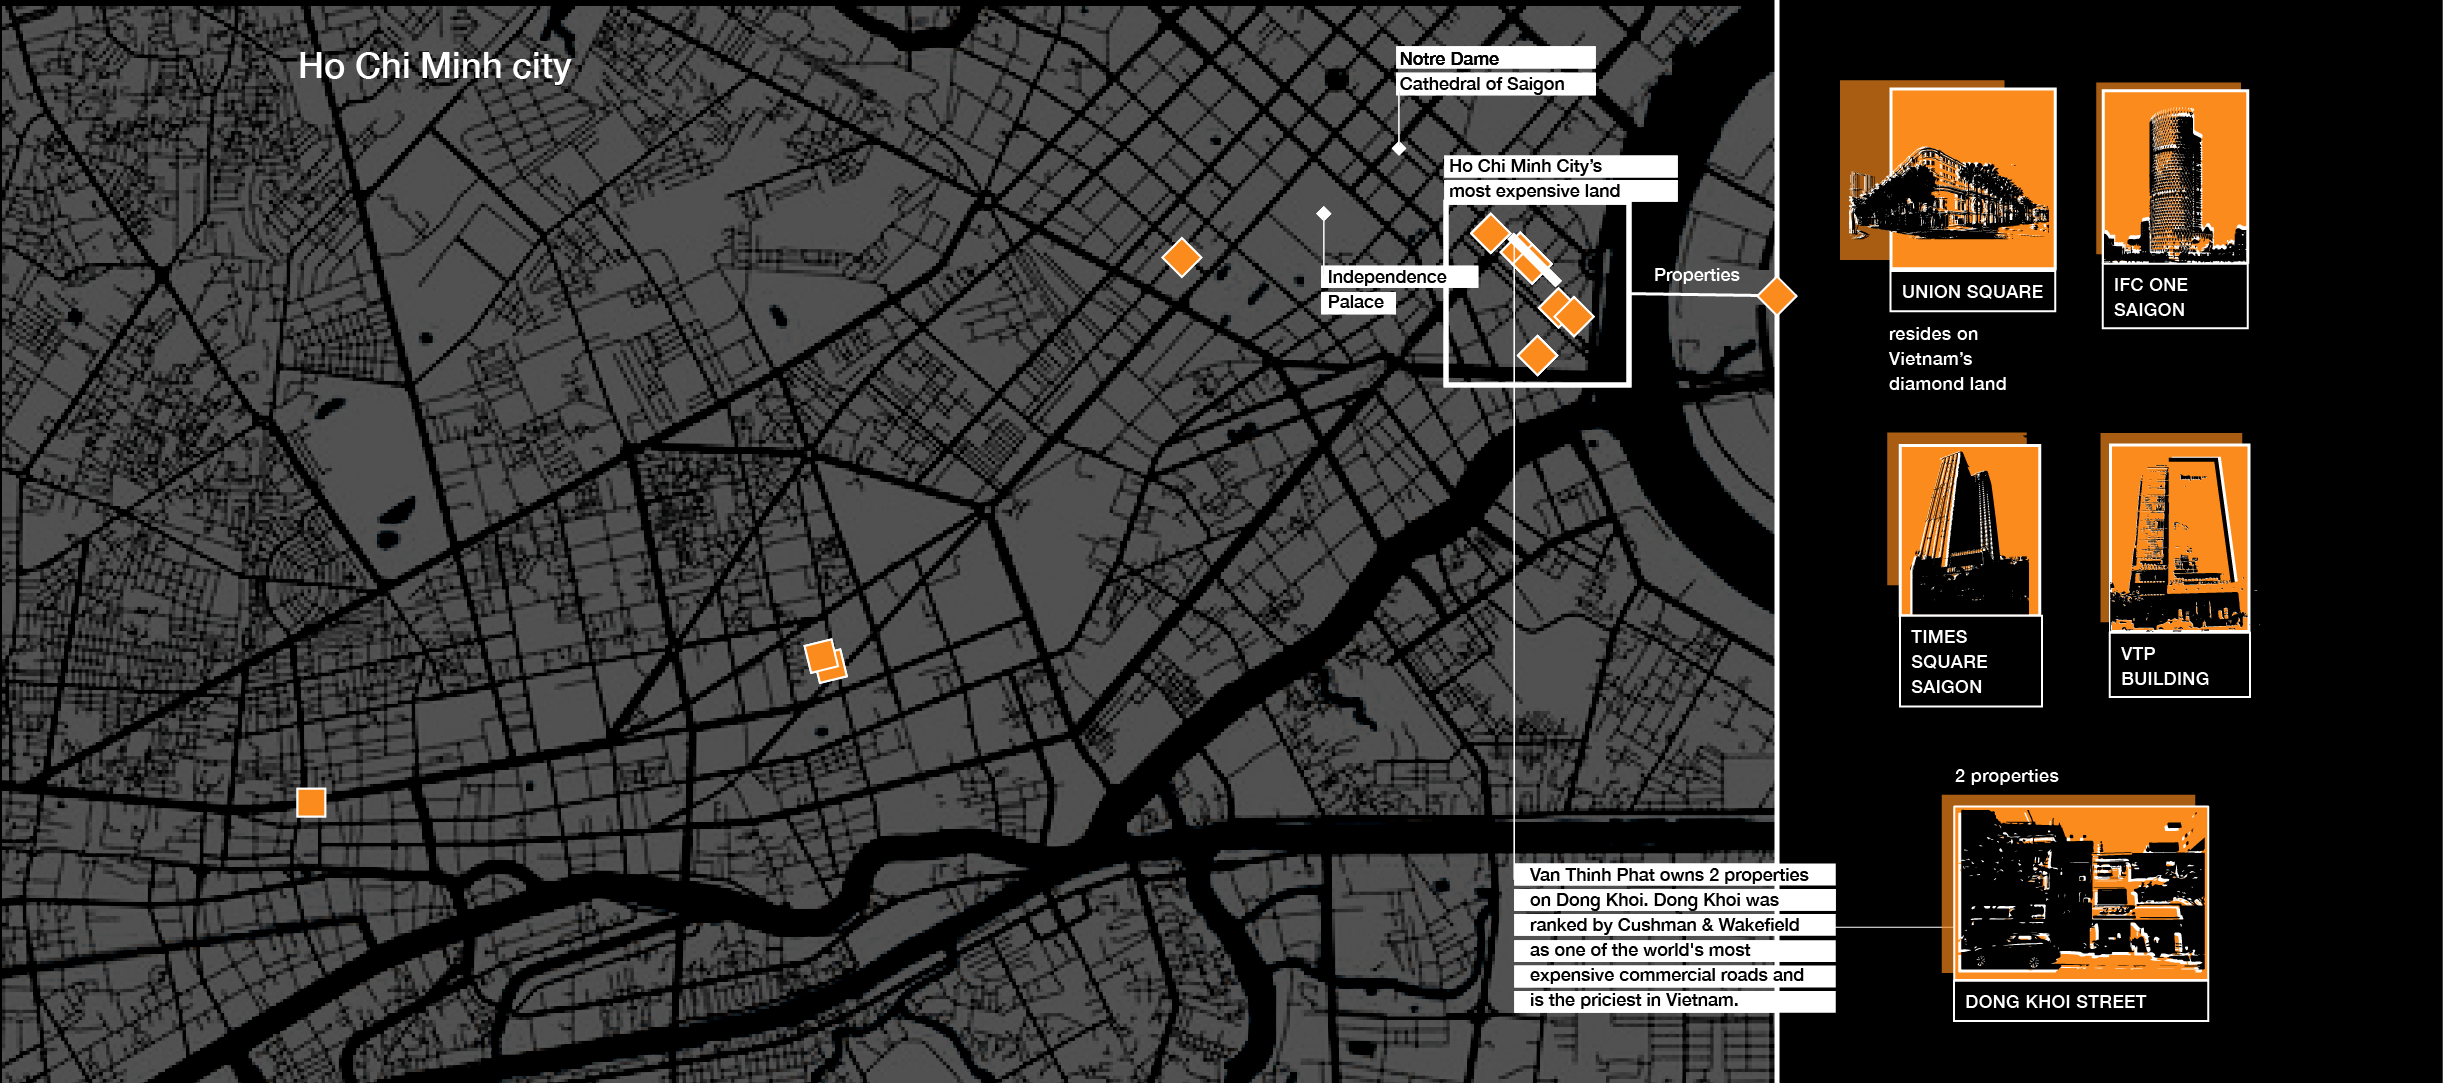 Ho Chi Minh city
Notre Dame
Cathedral of Saigon
Ho Chi Minh City's
most expensive land
Independence
Palace
Properties
UNION SQUARE
resides on
Vietnam's
diamond land
IFC ONE
SAIGON
TIMES
SQUARE
SAIGON
VTP
BUILDING
2 properties
DONG KHOI STREET
Van Thinh Phat owns 2 properties
on Dong Khoi. Dong Khoi was
ranked by Cushman & Wakefield
as one of the world's most
expensive commercial roads and
is the priciest in Vietnam.